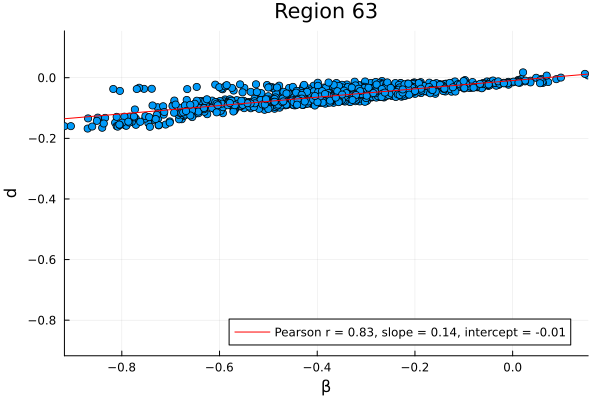 Region 63
0.0
−0.2
−0.4
−0.6
−0.8
d
Pearson r = 0.83, slope = 0.14, intercept = -0.01
−0.8 −0.6 −0.4 −0.2 0.0
β